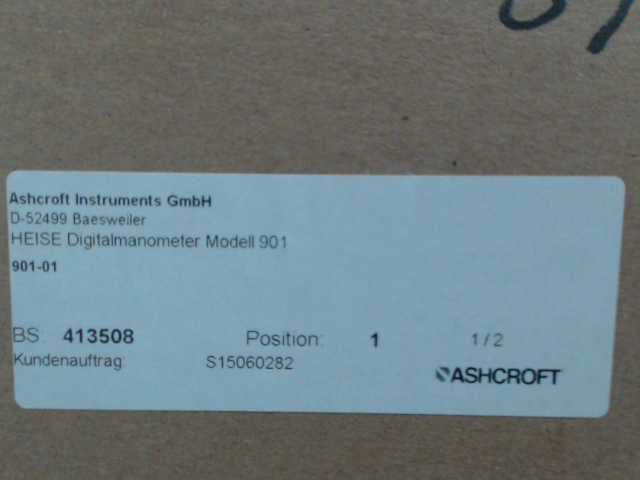 Ashcroft Instruments GmbH
D-52499 Baesweiler
HEISE Digitalmanometer Modell 901
901-01
BS: 413508 Position: 1 1/2
Kundenauftrag: S15060282
ASHCROFT